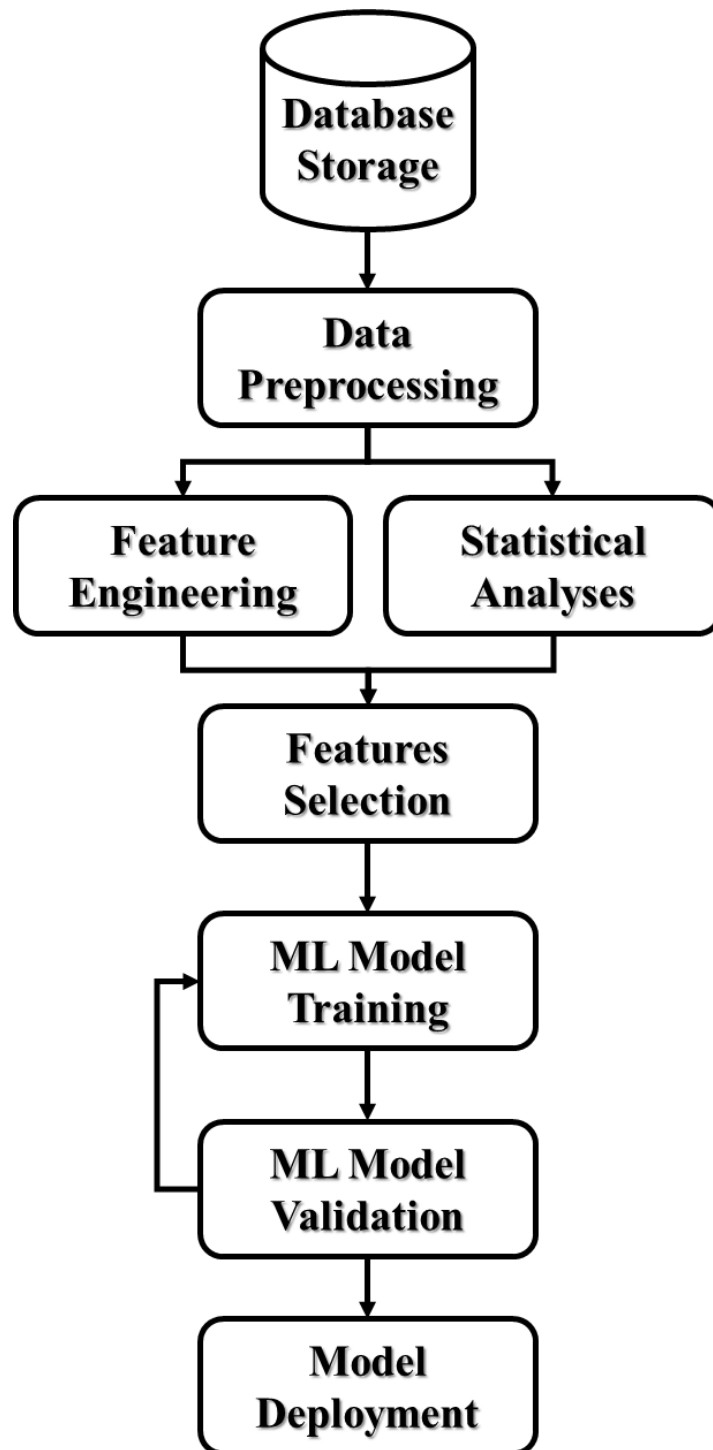 Database
Storage
Data
Preprocessing
Feature
Engineering
Statistical
Analyses
Features
Selection
ML Model
Training
ML Model
Validation
Model
Deployment